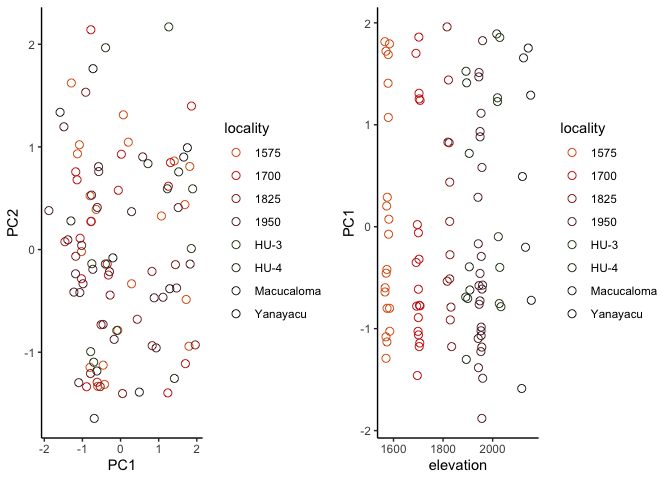 PC2
2
1
0
-1
-2
-1
0
1
2
PC1
locality
1575
1700
1825
1950
HU-3
HU-4
Macucaloma
Yanayacu
PC1
2
1
0
-1
-2
1600
1800
2000
elevation
locality
1575
1700
1825
1950
HU-3
HU-4
Macucaloma
Yanayacu